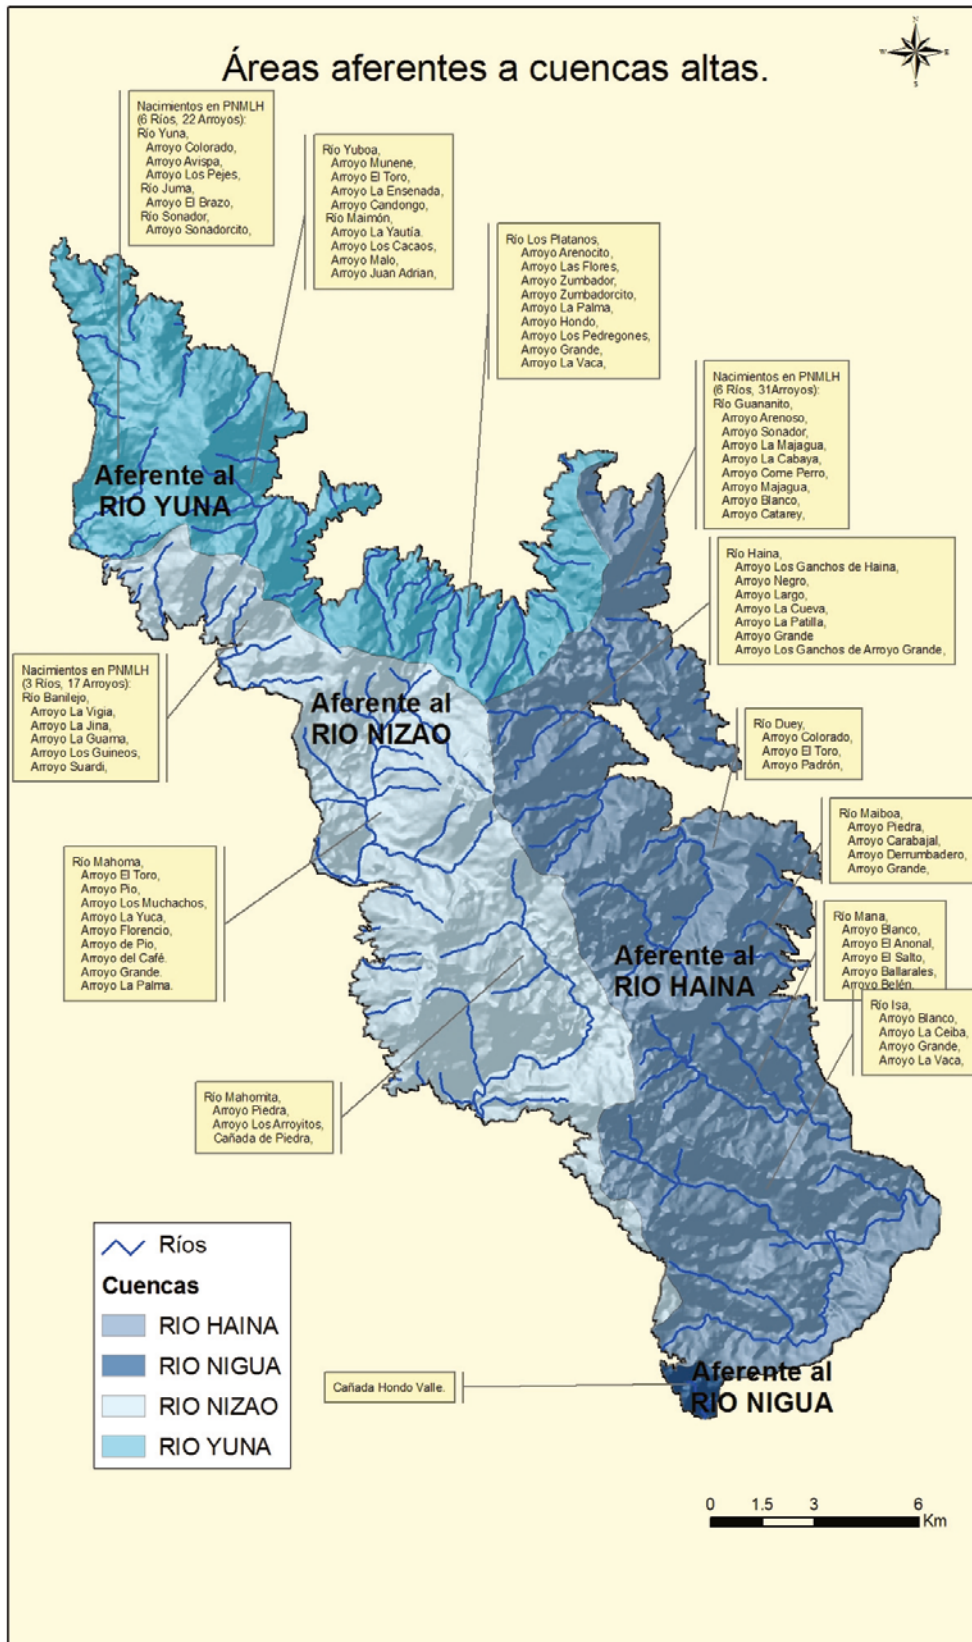 Áreas aferentes a cuencas altas.
N
W
E
S
Nacimientos en PNMLH
(6 Ríos, 22 Arroyos):
Río Yuna,
Arroyo Colorado,
Arroyo Avispa,
Arroyo Los Pejes,
Río Juma,
Arroyo El Brazo,
Río Sonador,
Arroyo Sonadorcito,
Río Yuboa,
Arroyo Munene,
Arroyo El Toro,
Arroyo La Ensenada,
Arroyo Candongo,
Río Maimón,
Arroyo La Yautía.
Arroyo Los Cacaos,
Arroyo Malo,
Arroyo Juan Adrian,
Río Los Platanos,
Arroyo Arenocito,
Arroyo Las Flores,
Arroyo Zumbador,
Arroyo Zumbadorcito,
Arroyo La Palma,
Arroyo Hondo,
Arroyo Los Pedregones,
Arroyo Grande,
Arroyo La Vaca,
Nacimientos en PNMLH
(6 Ríos, 31Arroyos):
Río Guananito,
Arroyo Arenoso,
Arroyo Sonador,
Arroyo La Majagua,
Arroyo La Cabaya,
Arroyo Come Perro,
Arroyo Majagua,
Arroyo Blanco,
Arroyo Catarey,
Aferente al
RIO YUNA
Río Haina,
Arroyo Los Ganchos de Haina,
Arroyo Negro,
Arroyo Largo,
Arroyo La Cueva,
Arroyo La Patilla,
Arroyo Grande
Arroyo Los Ganchos de Arroyo Grande,
Nacimientos en PNMLH
(3 Ríos, 17 Arroyos):
Río Banilejo,
Arroyo La Vigia,
Arroyo La Jina,
Arroyo La Guama,
Arroyo Los Guineos,
Arroyo Suardi,
Aferente al
RIO NIZAO
Río Duey,
Arroyo Colorado,
Arroyo El Toro,
Arroyo Padrón,
Río Maiboa,
Arroyo Piedra,
Arroyo Carabajal,
Arroyo Derrumbadero,
Arroyo Grande,
Río Mahoma,
Arroyo El Toro,
Arroyo Pio,
Arroyo Los Muchachos,
Arroyo La Yuca,
Arroyo Florencio,
Arroyo de Pio,
Arroyo del Café.
Arroyo Grande.
Arroyo La Palma.
Río Mana,
Arroyo Blanco,
Arroyo El Anonal,
Arroyo El Salto,
Arroyo Ballarales,
Arroyo Belén.
Aferente al
RIO HAINA
Río Isa,
Arroyo Blanco,
Arroyo La Ceiba,
Arroyo Grande,
Arroyo La Vaca,
Río Mahomita,
Arroyo Piedra,
Arroyo Los Arroyitos,
Cañada de Piedra,
Ríos
Cuencas
RIO HAINA
RIO NIGUA
RIO NIZAO
RIO YUNA
Cañada Hondo Valle.
Aferente al
RIO NIGUA
0 1.5 3 6
Km